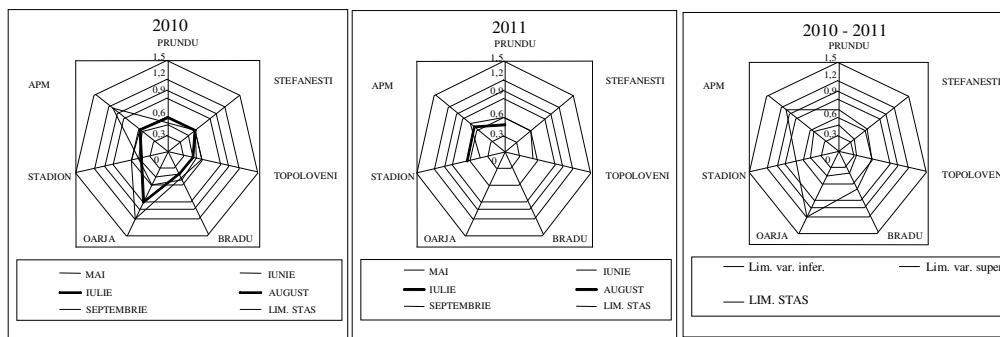 2010
PRUNDU
1,5
STEFANESTI
1,2
APM
0,9
0,6
0,3
0
STADION
TOPOLOVENI
OARJA
BRADU
MAI
IUNIE
IULIE
AUGUST
SEPTEMBRIE
LIM. STAS
2011
PRUNDU
1,5
STEFANESTI
1,2
APM
0,9
0,6
0,3
0
STADION
TOPOLOVENI
OARJA
BRADU
MAI
IUNIE
IULIE
AUGUST
SEPTEMBRIE
LIM. STAS
2010 - 2011
PRUNDU
1,5
STEFANESTI
1,2
APM
0,9
0,6
0,3
0
STADION
TOPOLOVENI
OARJA
BRADU
Lim. var. infer.
Lim. var. super
LIM. STAS